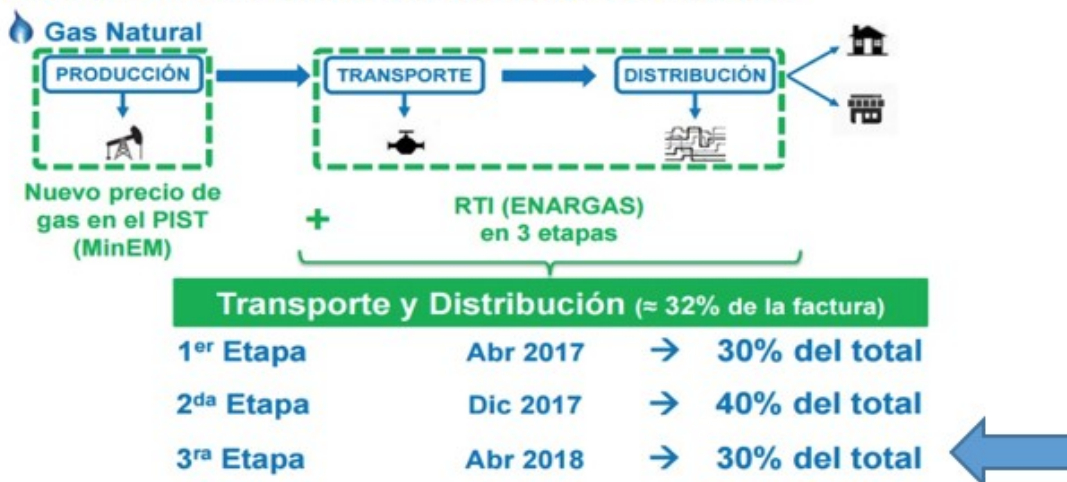 Gas Natural
PRODUCCIÓN
TRANSPORTE
DISTRIBUCIÓN
Nuevo precio de
gas en el PIST
(MinEM)
+
RTI (ENARGAS)
en 3 etapas
Transporte y Distribución (≈ 32% de la factura)
1er Etapa Abr 2017 → 30% del total
2da Etapa Dic 2017 → 40% del total
3ra Etapa Abr 2018 → 30% del total